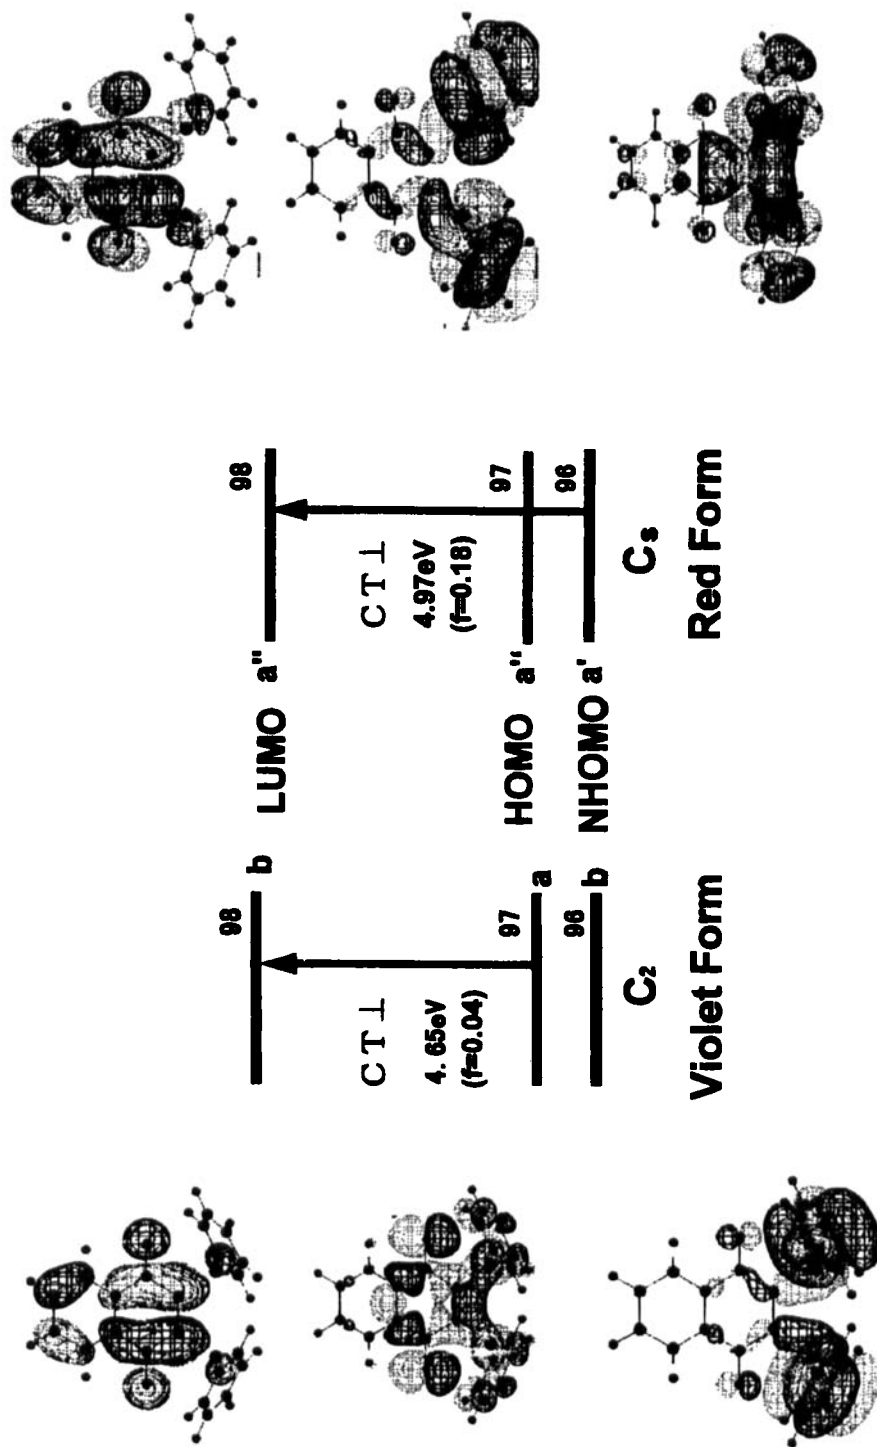 98
b
LUMO
a"
98
CT⊥
4.65eV
(f=0.04)
CT⊥
4.97eV
(f=0.18)
97
a
HOMO
a"
97
96
b
NHOMO
a'
96
C₂
Cₛ
Violet Form
Red Form